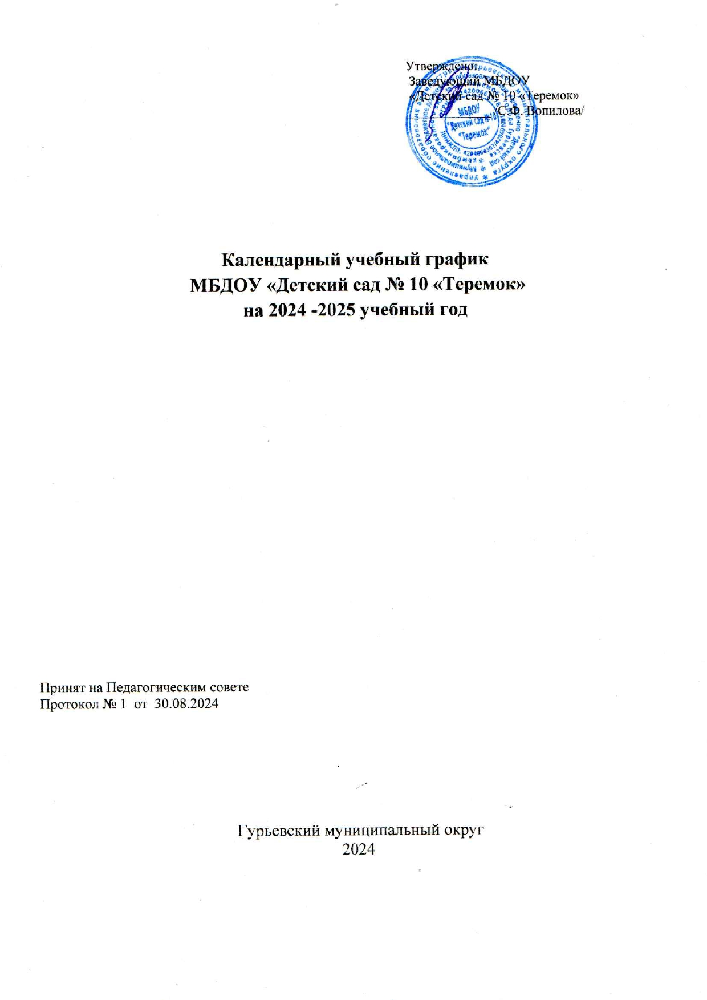 Утверждено:
Заведующий МБДОУ
«Детский сад № 10 «Теремок»
/С.Ф. Вопилова/
МБДОУ
"Детский сад №10
"Теремок"
Календарный учебный график
МБДОУ «Детский сад № 10 «Теремок»
на 2024 -2025 учебный год
Принят на Педагогическим совете
Протокол № 1 от 30.08.2024
Гурьевский муниципальный округ
2024